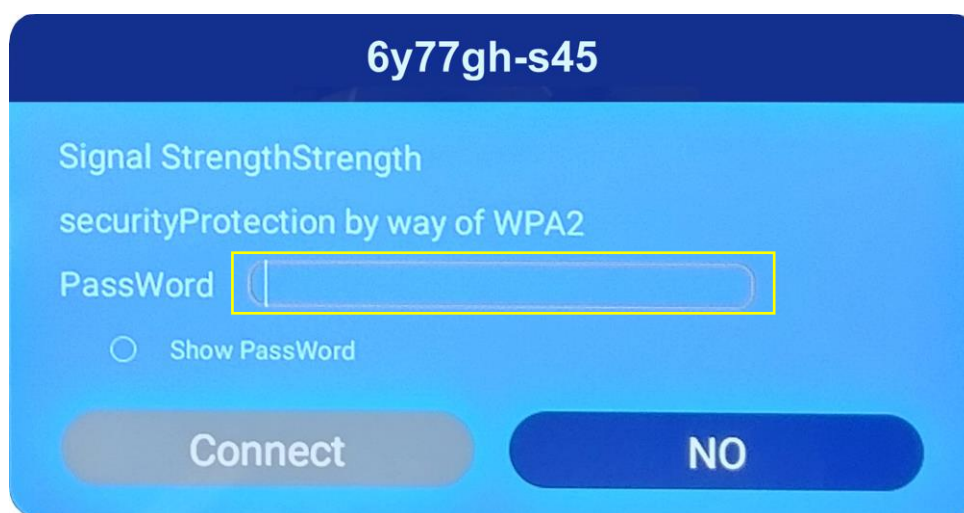 6y77gh-s45
Signal StrengthStrength
securityProtection by way of WPA2
PassWord
Show PassWord
Connect NO